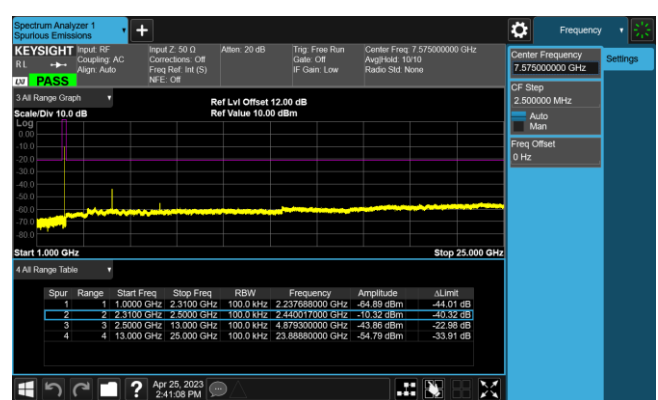 Spectrum Analyzer 1
Spurious Emissions
Frequency
KEYSIGHT
RL
PASS
Input: RF
Coupling: AC
Align: Auto
Input Z: 50 Ω
Corrections: Off
Freq Ref: Int (S)
NFE: Off
Atten: 20 dB
Trig: Free Run
Gate: Off
IF Gain: Low
Center Freq: 7.575000000 GHz
Avg|Hold: 10/10
Radio Std: None
Center Frequency
7.575000000 GHz
Settings
CF Step
2.500000 MHz
Auto
Man
Freq Offset
0 Hz
3 All Range Graph
Scale/Div 10.0 dB
Ref Lvl Offset 12.00 dB
Ref Value 10.00 dBm
Log
0.00
-10.0
-20.0
-30.0
-40.0
-50.0
-60.0
-70.0
-80.0
Start 1.000 GHz
Stop 25.000 GHz
4 All Range Table
Spur Range Start Freq Stop Freq RBW Frequency Amplitude ΔLimit
1 1 1.0000 GHz 2.3100 GHz 100.0 kHz 2.237688000 GHz -64.89 dBm -44.01 dB
2 2 2.3100 GHz 2.5000 GHz 100.0 kHz 2.440017000 GHz -10.32 dBm -40.32 dB
3 3 2.5000 GHz 13.000 GHz 100.0 kHz 4.879300000 GHz -43.86 dBm -22.98 dB
4 4 13.000 GHz 25.000 GHz 100.0 kHz 23.88880000 GHz -54.79 dBm -33.91 dB
?
Apr 25, 2023
2:41:08 PM